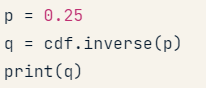 p = 0.25
q = cdf.inverse(p)
print(q)